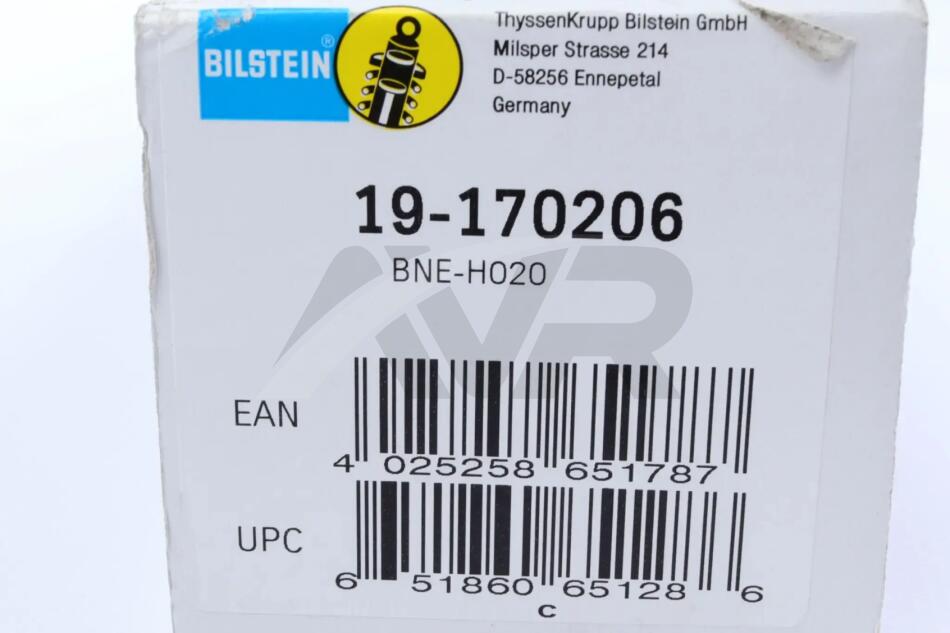 BILSTEIN®
ThyssenKrupp Bilstein GmbH
Milsper Strasse 214
D-58256 Ennepetal
Germany
19-170206
BNE-H020
AVR
EAN
4 025258 651787
UPC
6 51860 65128 6
C